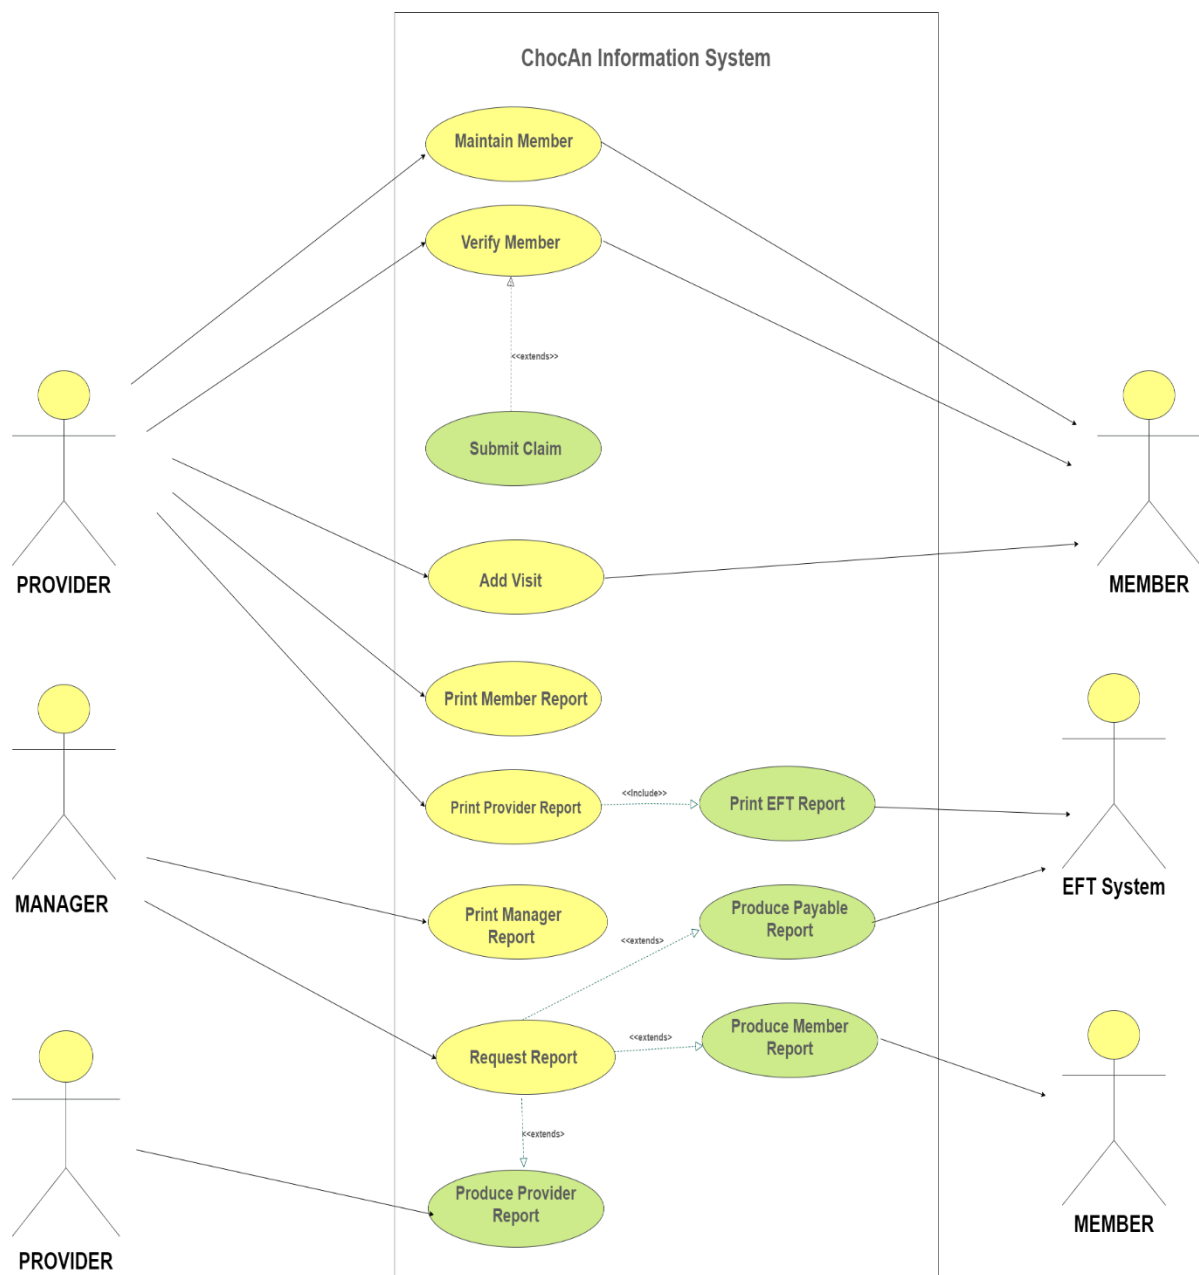 ChocAn Information System
Maintain Member
Verify Member
<<extends>>
Submit Claim
PROVIDER
MEMBER
Add Visit
Print Member Report
Print Provider Report
<<Include>>
Print EFT Report
MANAGER
EFT System
Print Manager
Report
Produce Payable
Report
<<extends>
Request Report
<<extends>
Produce Member
Report
<<extends>
Produce Provider
Report
PROVIDER
MEMBER